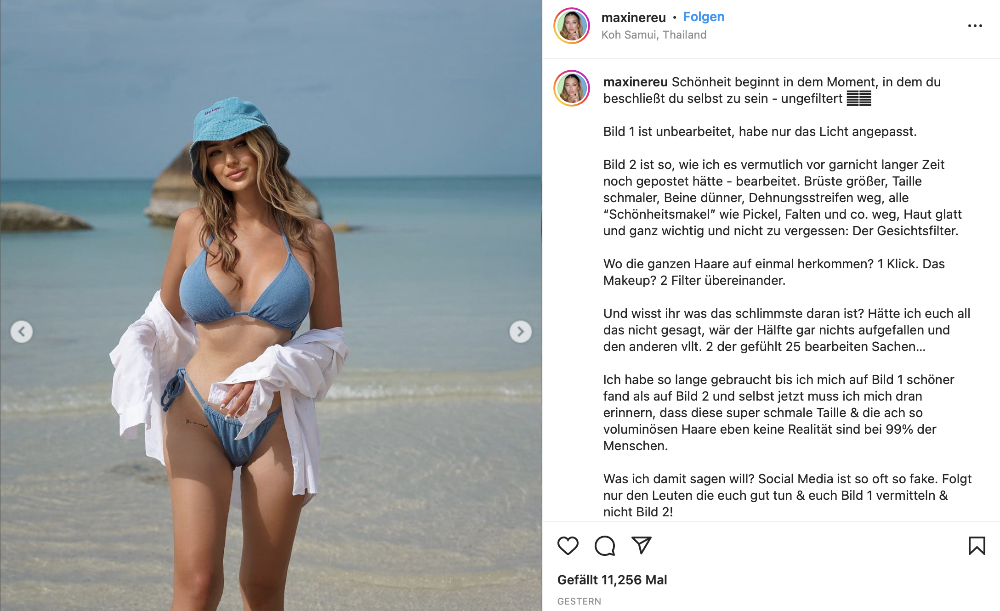 maxinereu • Folgen
Koh Samui, Thailand
maxinereu Schönheit beginnt in dem Moment, in dem du
beschließt du selbst zu sein - ungefiltert
Bild 1 ist unbearbeitet, habe nur das Licht angepasst.
Bild 2 ist so, wie ich es vermutlich vor garnicht langer Zeit
noch gepostet hätte - bearbeitet. Brüste größer, Taille
schmaler, Beine dünner, Dehnungsstreifen weg, alle
“Schönheitsmakel” wie Pickel, Falten und co. weg, Haut glatt
und ganz wichtig und nicht zu vergessen: Der Gesichtsfilter.
Wo die ganzen Haare auf einmal herkommen? 1 Klick. Das
Makeup? 2 Filter übereinander.
Und wisst ihr was das schlimmste daran ist? Hätte ich euch all
das nicht gesagt, wär der Hälfte gar nichts aufgefallen und
den anderen vllt. 2 der gefühlt 25 bearbeiten Sachen...
Ich habe so lange gebraucht bis ich mich auf Bild 1 schöner
fand als auf Bild 2 und selbst jetzt muss ich mich dran
erinnern, dass diese super schmale Taille & die ach so
voluminösen Haare eben keine Realität sind bei 99% der
Menschen.
Was ich damit sagen will? Social Media ist so oft so fake. Folgt
nur den Leuten die euch gut tun & euch Bild 1 vermitteln &
nicht Bild 2!
Gefällt 11,256 Mal
GESTERN